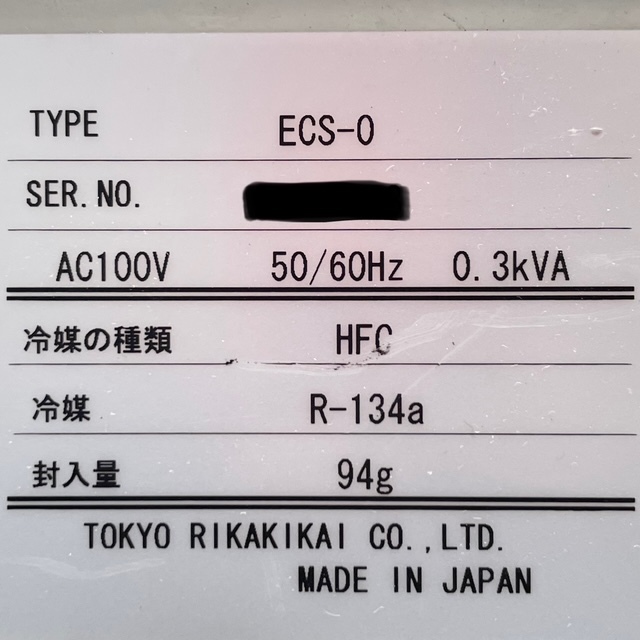 TYPE ECS-0
SER.NO.
AC100V 50/60Hz 0.3kVA
冷媒の種類 HFC
冷媒 R-134a
封入量 94g
TOKYO RIKAKIKAI CO.,LTD.
MADE IN JAPAN